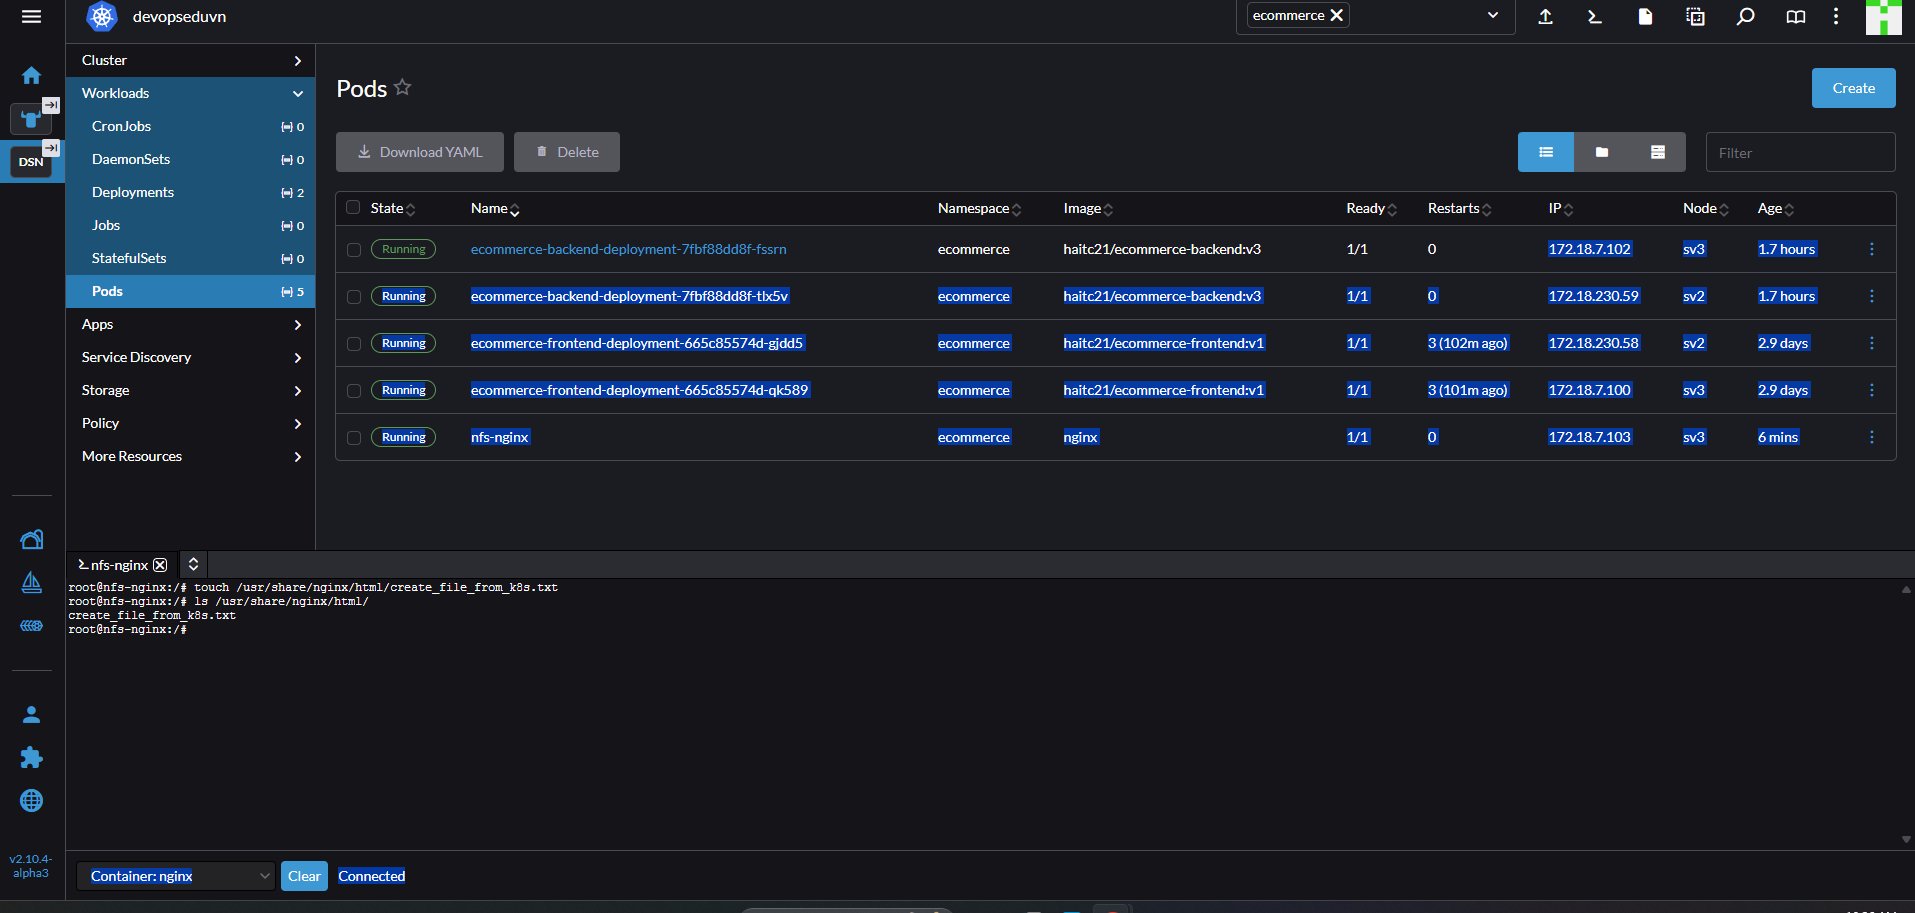 devopseduvn
ecommerce
Cluster
Workloads
CronJobs 0
DaemonSets 0
Deployments 2
Jobs 0
StatefulSets 0
Pods 5
Apps
Service Discovery
Storage
Policy
More Resources
DSN
v2.10.4-
alpha3
Pods
Create
Download YAML
Delete
Filter
State Name Namespace Image Ready Restarts IP Node Age
Running ecommerce-backend-deployment-7fbf88dd8f-fssrn ecommerce haitc21/ecommerce-backend:v3 1/1 0 172.18.7.102 sv3 1.7 hours
Running ecommerce-backend-deployment-7fbf88dd8f-tlx5v ecommerce haitc21/ecommerce-backend:v3 1/1 0 172.18.230.59 sv2 1.7 hours
Running ecommerce-frontend-deployment-665c85574d-gjdd5 ecommerce haitc21/ecommerce-frontend:v1 1/1 3 (102m ago) 172.18.230.58 sv2 2.9 days
Running ecommerce-frontend-deployment-665c85574d-qk589 ecommerce haitc21/ecommerce-frontend:v1 1/1 3 (101m ago) 172.18.7.100 sv3 2.9 days
Running nfs-nginx ecommerce nginx 1/1 0 172.18.7.103 sv3 6 mins
nfs-nginx
root@nfs-nginx:/# touch /usr/share/nginx/html/create_file_from_k8s.txt
root@nfs-nginx:/# ls /usr/share/nginx/html/
create_file_from_k8s.txt
root@nfs-nginx:/#
Container: nginx
Clear
Connected